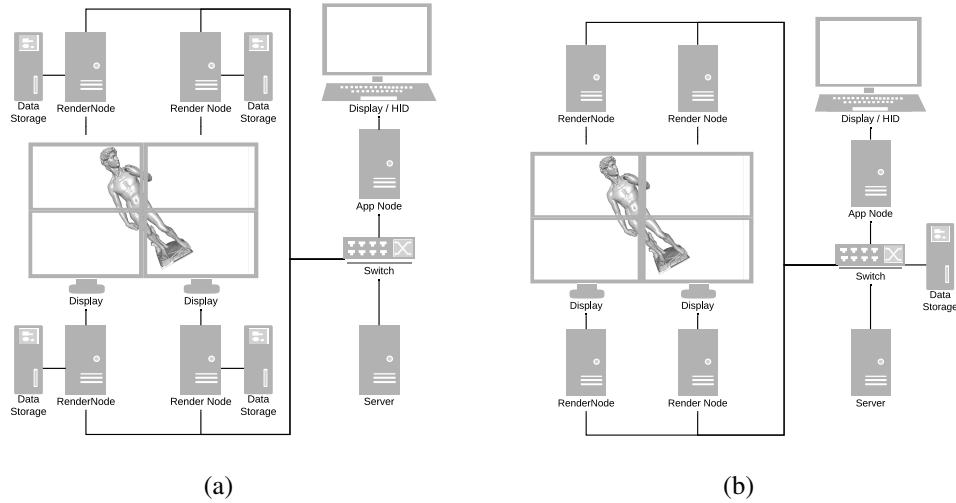 Data
Storage
RenderNode
Render Node
Data
Storage
Display / HID
App Node
Switch
Display
Display
Data
Storage
RenderNode
Render Node
Data
Storage
Server
(a)
RenderNode
Render Node
Display / HID
App Node
Switch
Data
Storage
Display
Display
RenderNode
Render Node
Server
(b)